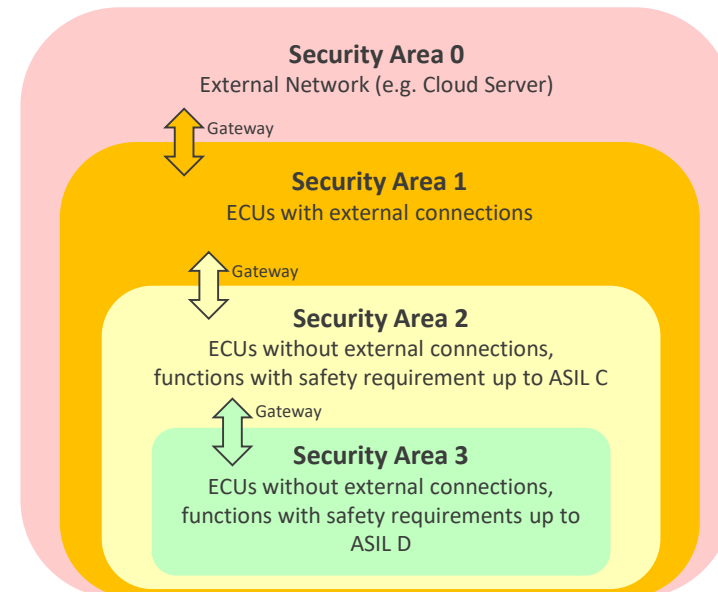 Security Area 0
External Network (e.g. Cloud Server)
Gateway
Security Area 1
ECUs with external connections
Gateway
Security Area 2
ECUs without external connections,
functions with safety requirement up to ASIL C
Gateway
Security Area 3
ECUs without external connections,
functions with safety requirements up to
ASIL D